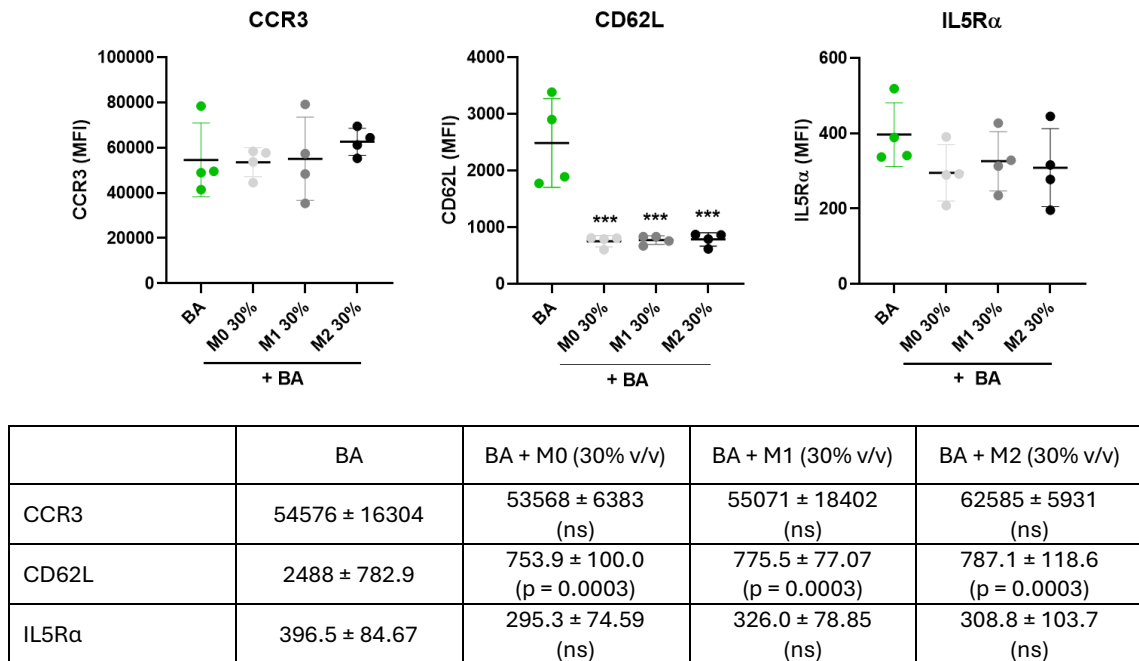 CCR3
CD62L
IL5Rα
CCR3 (MFI)
100000
80000
60000
40000
20000
0
BA
M0 30%
M1 30%
M2 30%
+ BA
CD62L (MFI)
4000
3000
2000
1000
0
***
***
***
BA
M0 30%
M1 30%
M2 30%
+ BA
IL5Rα (MFI)
600
400
200
0
BA
M0 30%
M1 30%
M2 30%
+ BA
BA
BA + M0 (30% v/v)
BA + M1 (30% v/v)
BA + M2 (30% v/v)
CCR3
54576 ± 16304
53568 ± 6383
(ns)
55071 ± 18402
(ns)
62585 ± 5931
(ns)
CD62L
2488 ± 782.9
753.9 ± 100.0
(p = 0.0003)
775.5 ± 77.07
(p = 0.0003)
787.1 ± 118.6
(p = 0.0003)
IL5Rα
396.5 ± 84.67
295.3 ± 74.59
(ns)
326.0 ± 78.85
(ns)
308.8 ± 103.7
(ns)